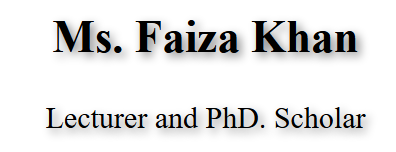 Ms. Faiza Khan
Lecturer and PhD. Scholar